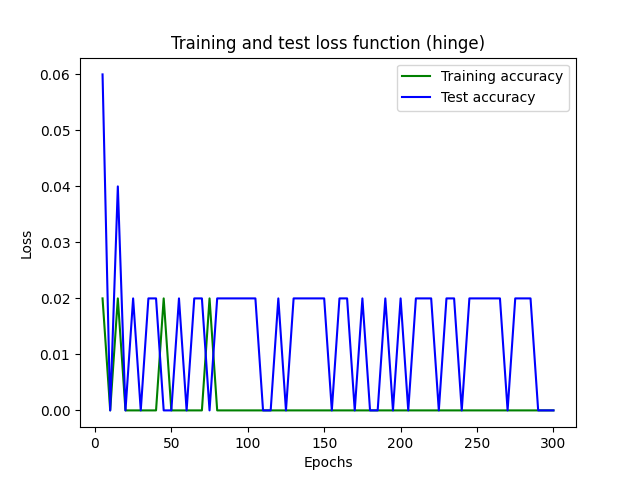 Training and test loss function (hinge)
Training accuracy
Test accuracy
0.06
0.05
0.04
0.03
0.02
0.01
0.00
Loss
0 50 100 150 200 250 300
Epochs